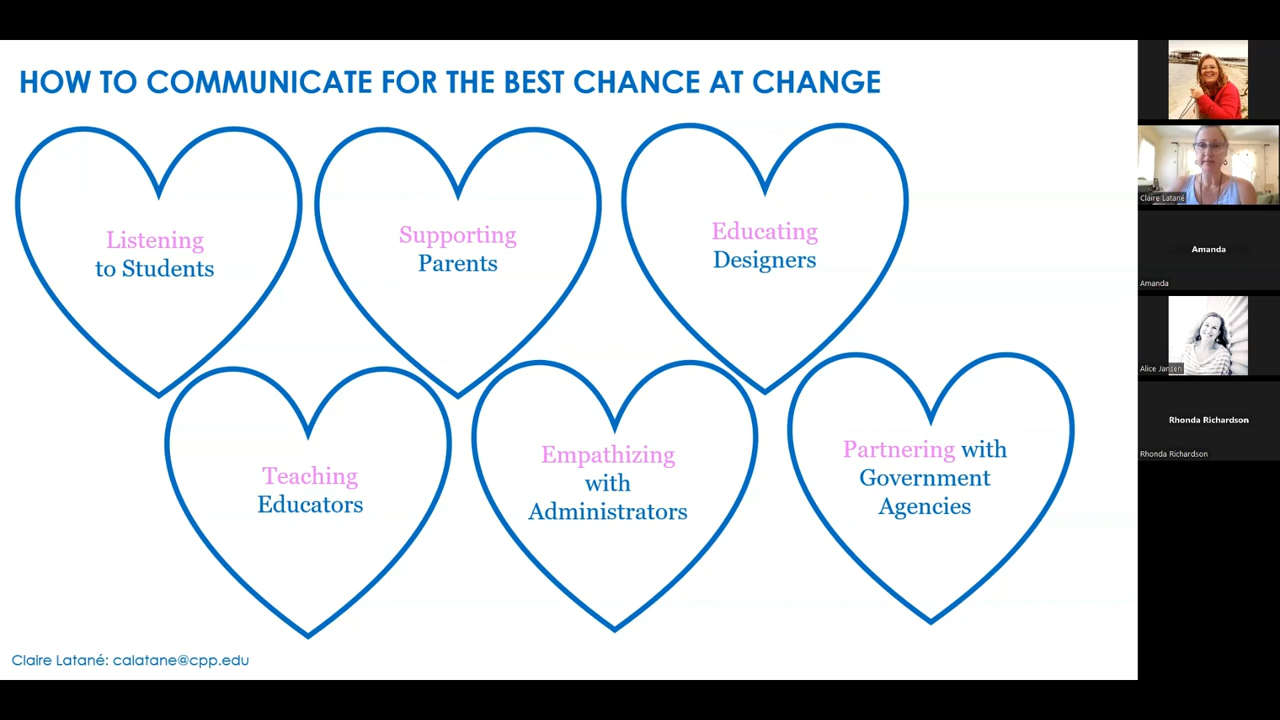 HOW TO COMMUNICATE FOR THE BEST CHANCE AT CHANGE
Listening
to Students
Supporting
Parents
Educating
Designers
Teaching
Educators
Empathizing
with
Administrators
Partnering with
Government
Agencies
Claire Latané: calatane@cpp.edu
Claire Latané
Amanda
Amanda
Alice Jansen
Rhonda Richardson
Rhonda Richardson